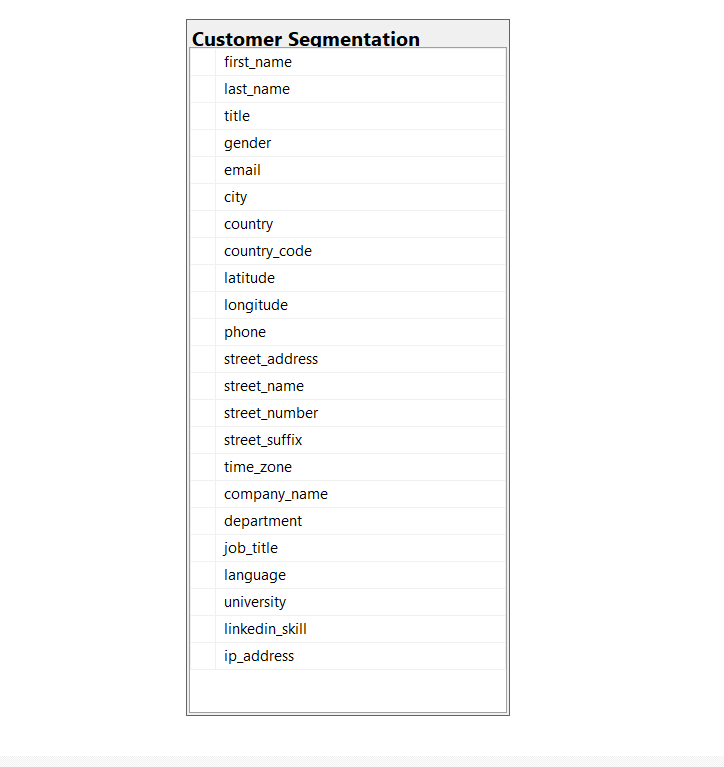 Customer Segmentation
first_name
last_name
title
gender
email
city
country
country_code
latitude
longitude
phone
street_address
street_name
street_number
street_suffix
time_zone
company_name
department
job_title
language
university
linkedin_skill
ip_address